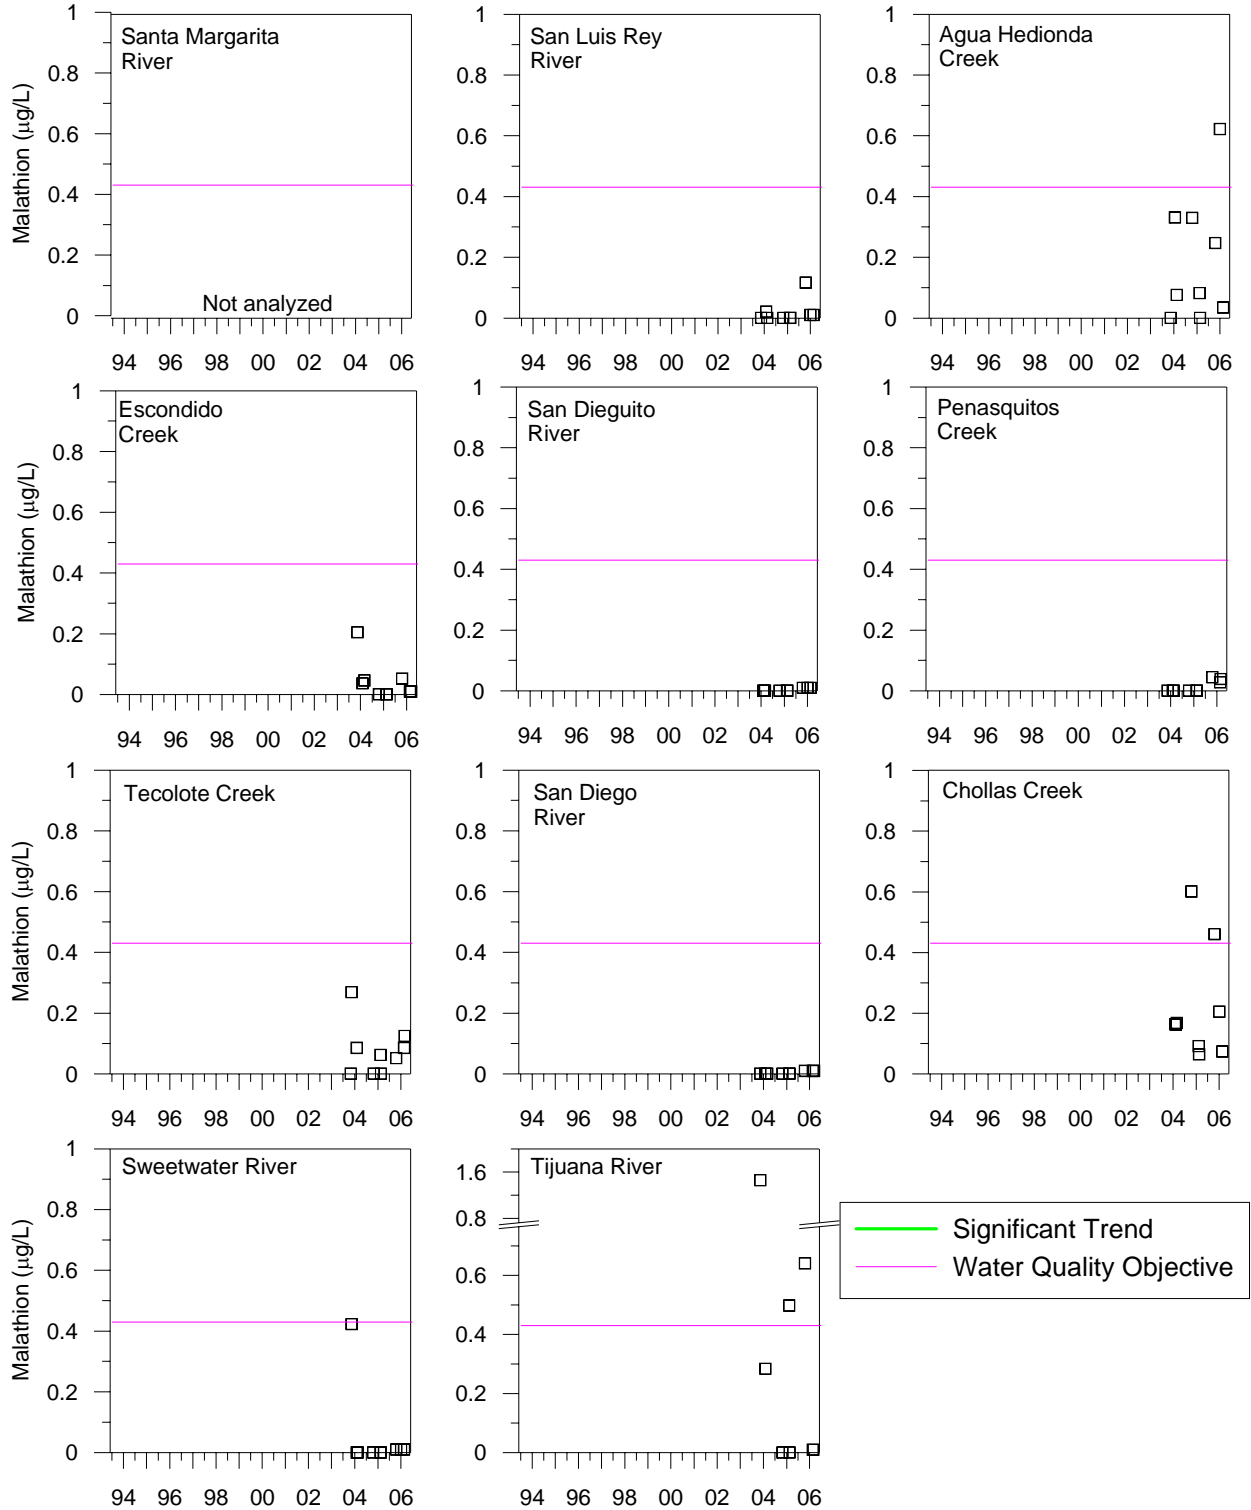 Santa Margarita
River
Malathion (µg/L)
1
0.8
0.6
0.4
0.2
0
Not analyzed
94 96 98 00 02 04 06
San Luis Rey
River
1
0.8
0.6
0.4
0.2
0
94 96 98 00 02 04 06
Agua Hedionda
Creek
1
0.8
0.6
0.4
0.2
0
94 96 98 00 02 04 06
Escondido
Creek
Malathion (µg/L)
1
0.8
0.6
0.4
0.2
0
94 96 98 00 02 04 06
San Dieguito
River
1
0.8
0.6
0.4
0.2
0
94 96 98 00 02 04 06
Penasquitos
Creek
1
0.8
0.6
0.4
0.2
0
94 96 98 00 02 04 06
Tecolote Creek
Malathion (µg/L)
1
0.8
0.6
0.4
0.2
0
94 96 98 00 02 04 06
San Diego
River
1
0.8
0.6
0.4
0.2
0
94 96 98 00 02 04 06
Chollas Creek
1
0.8
0.6
0.4
0.2
0
94 96 98 00 02 04 06
Sweetwater River
Malathion (µg/L)
1
0.8
0.6
0.4
0.2
0
94 96 98 00 02 04 06
Tijuana River
1.6
0.8
0.6
0.4
0.2
0
94 96 98 00 02 04 06
Significant Trend
Water Quality Objective